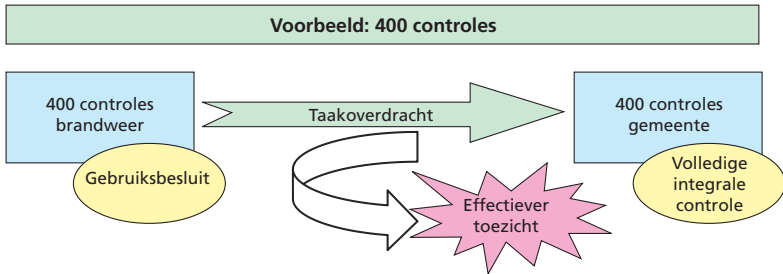 Voorbeeld: 400 controles
400 controles
brandweer
Gebruiksbesluit
Taakoverdracht
Effectiever
toezicht
400 controles
gemeente
Volledige
integrale
controle